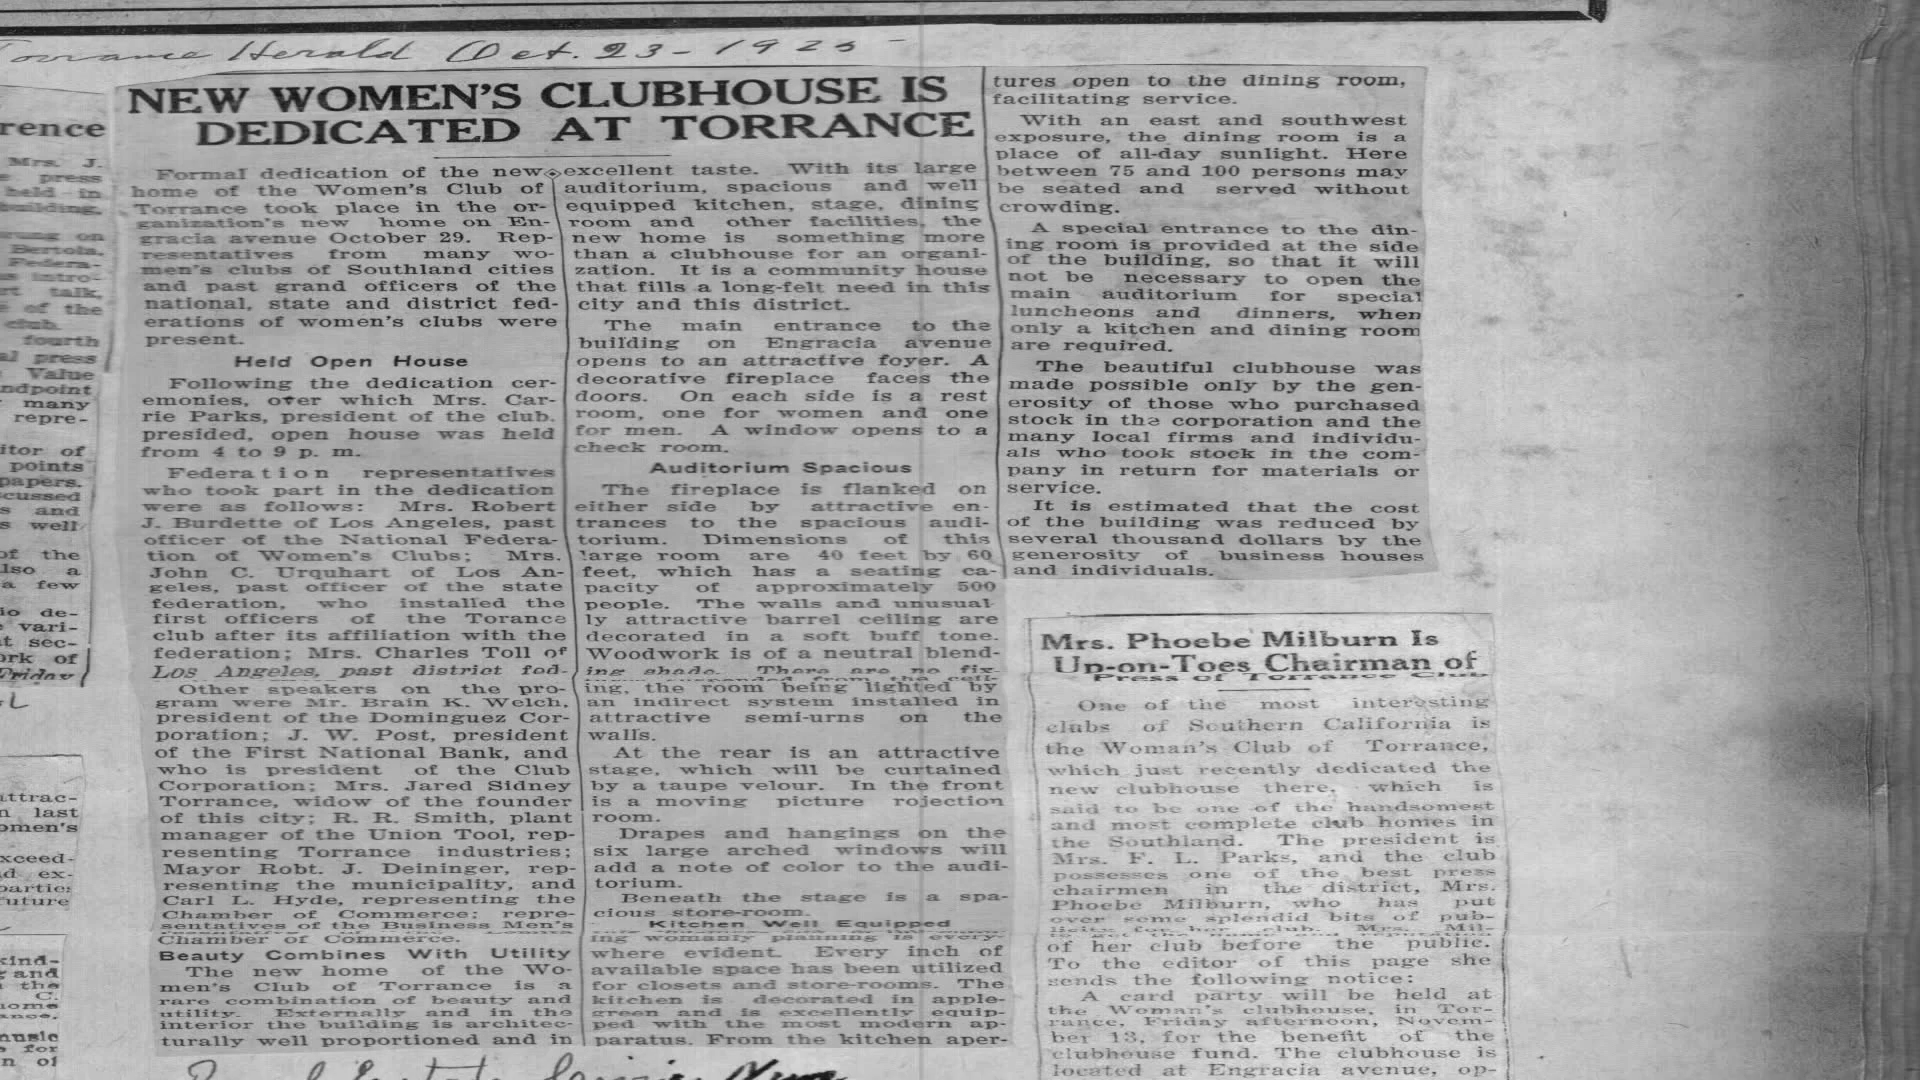 Torrance Herald Oct. 23 - 1925 -
NEW WOMEN'S CLUBHOUSE IS
DEDICATED AT TORRANCE
Formal dedication of the new
home of the Women's Club of
Torrance took place in the or-
ganization's new home on En-
gracia avenue October 29. Rep-
resentatives from many wo-
men's clubs of Southland cities
and past grand officers of the
national, state and district fed-
erations of women's clubs were
present.
Held Open House
Following the dedication cer-
emonies, over which Mrs. Car-
rie Parks, president of the club,
presided, open house was held
from 4 to 9 p. m.
Federation representatives
who took part in the dedication
were as follows: Mrs. Robert
J. Burdette of Los Angeles, past
officer of the National Federa-
tion of Women's Clubs; Mrs.
John C. Urquhart of Los An-
geles, past officer of the state
federation, who installed the
first officers of the Torance
club after its affiliation with the
federation; Mrs. Charles Toll of
Los Angeles, past district fed-
Other speakers on the pro-
gram were Mr. Brain K. Welch,
president of the Dominguez Cor-
poration; J. W. Post, president
of the First National Bank, and
who is president of the Club
Corporation; Mrs. Jared Sidney
Torrance, widow of the founder
of this city; R. R. Smith, plant
manager of the Union Tool, rep-
resenting Torrance industries;
Mayor Robt. J. Deininger, rep-
resenting the municipality, and
Carl L. Hyde, representing the
Chamber of Commerce; repre-
sentatives of the Business Men's
Chamber of Commerce.
Beauty Combines With Utility
The new home of the Wo-
men's Club of Torrance is a
rare combination of beauty and
utility. Externally and in the
interior the building is architec-
turally well proportioned and in
excellent taste. With its large
auditorium, spacious and well
equipped kitchen, stage, dining
room and other facilities, the
new home is something more
than a clubhouse for an organi-
zation. It is a community house
that fills a long-felt need in this
city and this district.
The main entrance to the
building on Engracia avenue
opens to an attractive foyer. A
decorative fireplace faces the
doors. On each side is a rest
room, one for women and one
for men. A window opens to a
check room.
Auditorium Spacious
The fireplace is flanked on
either side by attractive en-
trances to the spacious audi-
torium. Dimensions of this
large room are 40 feet by 60
feet, which has a seating ca-
pacity of approximately 500
people. The walls and unusual-
ly attractive barrel ceiling are
decorated in a soft buff tone.
Woodwork is of a neutral blend-
ing shade. There are no fix-
ing, the room being lighted by
an indirect system installed in
attractive semi-urns on the
walls.
At the rear is an attractive
stage, which will be curtained
by a taupe velour. In the front
is a moving picture rojection
room.
Drapes and hangings on the
six large arched windows will
add a note of color to the audi-
torium.
Beneath the stage is a spa-
cious store-room.
Kitchen Well Equipped
ing womanly planning is every-
where evident. Every inch of
available space has been utilized
for closets and store-rooms. The
kitchen is decorated in apple-
green and is excellently equip-
ped with the most modern ap-
paratus. From the kitchen aper-
tures open to the dining room,
facilitating service.
With an east and southwest
exposure, the dining room is a
place of all-day sunlight. Here
between 75 and 100 persons may
be seated and served without
crowding.
A special entrance to the din-
ing room is provided at the side
of the building, so that it will
not be necessary to open the
main auditorium for special
luncheons and dinners, when
only a kitchen and dining room
are required.
The beautiful clubhouse was
made possible only by the gen-
erosity of those who purchased
stock in the corporation and the
many local firms and individu-
als who took stock in the com-
pany in return for materials or
service.
It is estimated that the cost
of the building was reduced by
several thousand dollars by the
generosity of business houses
and individuals.
Mrs. Phoebe Milburn Is
Up-on-Toes Chairman of
Press of Torrance Club
One of the most interesting
clubs of Southern California is
the Woman's Club of Torrance,
which just recently dedicated the
new clubhouse there, which is
said to be one of the handsomest
and most complete club homes in
the Southland. The president is
Mrs. F. L. Parks, and the club
possesses one of the best press
chairmen in the district, Mrs.
Phoebe Milburn, who has put
over some splendid bits of pub-
licity for her club. Mrs. Mil-
of her club before the public.
To the editor of this page she
sends the following notice:
A card party will be held at
the Woman's clubhouse, in Tor-
rance, Friday afternoon, Novem-
ber 13, for the benefit of the
clubhouse fund. The clubhouse is
located at Engracia avenue, op-